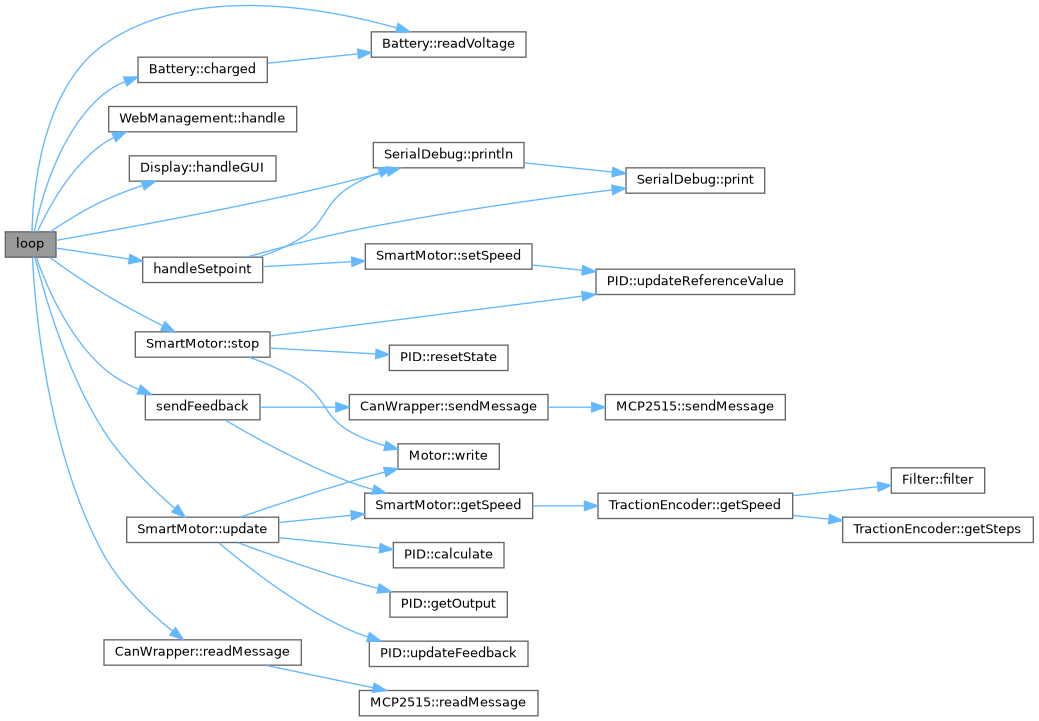 Battery::readVoltage
Battery::charged
WebManagement::handle
SerialDebug::println
Display::handleGUI
SerialDebug::print
loop
SmartMotor::setSpeed
handleSetpoint
PID::updateReferenceValue
SmartMotor::stop
PID::resetState
sendFeedback
CanWrapper::sendMessage
MCP2515::sendMessage
Motor::write
Filter::filter
SmartMotor::getSpeed
TractionEncoder::getSpeed
SmartMotor::update
TractionEncoder::getSteps
PID::calculate
PID::getOutput
CanWrapper::readMessage
PID::updateFeedback
MCP2515::readMessage